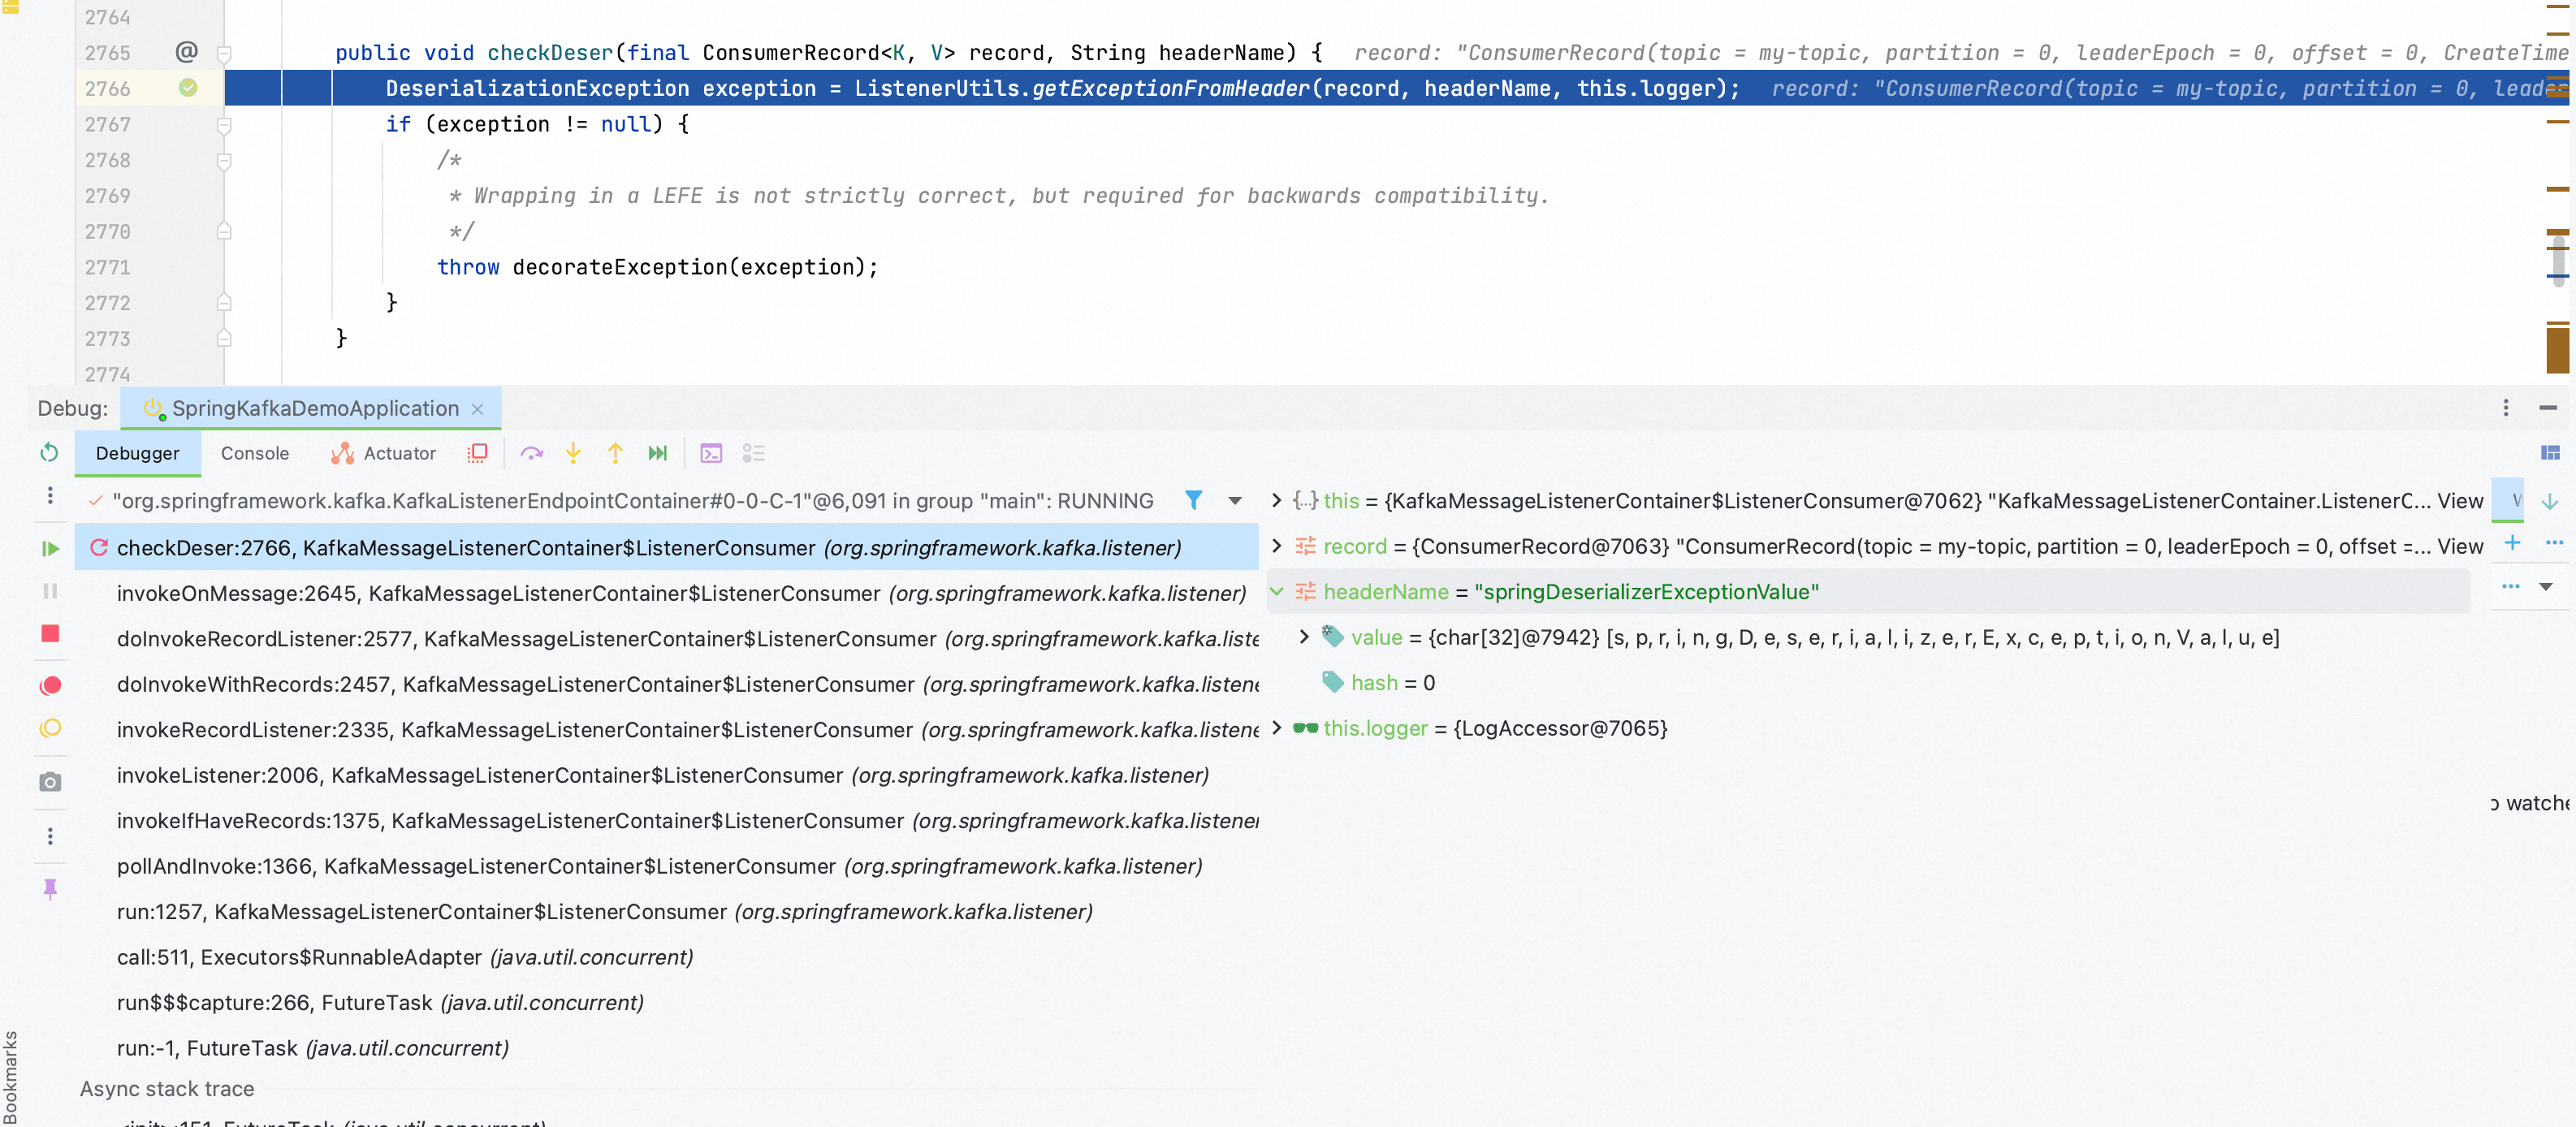 2764
2765 @ public void checkDeser(final ConsumerRecord<K, V> record, String headerName) { record: "ConsumerRecord(topic = my-topic, partition = 0, leaderEpoch = 0, offset = 0, CreateTime
2766 DeserializationException exception = ListenerUtils.getExceptionFromHeader(record, headerName, this.logger); record: "ConsumerRecord(topic = my-topic, partition = 0, leader
2767 if (exception != null) {
2768 /*
2769 * Wrapping in a LEFE is not strictly correct, but required for backwards compatibility.
2770 */
2771 throw decorateException(exception);
2772 }
2773 }
2774
Debug: SpringKafkaDemoApplication
Debugger Console Actuator
"org.springframework.kafka.KafkaListenerEndpointContainer#0-0-C-1"@6,091 in group "main": RUNNING
checkDeser:2766, KafkaMessageListenerContainer$ListenerConsumer (org.springframework.kafka.listener)
invokeOnMessage:2645, KafkaMessageListenerContainer$ListenerConsumer (org.springframework.kafka.listener)
doInvokeRecordListener:2577, KafkaMessageListenerContainer$ListenerConsumer (org.springframework.kafka.liste
doInvokeWithRecords:2457, KafkaMessageListenerContainer$ListenerConsumer (org.springframework.kafka.listene
invokeRecordListener:2335, KafkaMessageListenerContainer$ListenerConsumer (org.springframework.kafka.listene
invokeListener:2006, KafkaMessageListenerContainer$ListenerConsumer (org.springframework.kafka.listener)
invokeIfHaveRecords:1375, KafkaMessageListenerContainer$ListenerConsumer (org.springframework.kafka.listener
pollAndInvoke:1366, KafkaMessageListenerContainer$ListenerConsumer (org.springframework.kafka.listener)
run:1257, KafkaMessageListenerContainer$ListenerConsumer (org.springframework.kafka.listener)
call:511, Executors$RunnableAdapter (java.util.concurrent)
run$$$capture:266, FutureTask (java.util.concurrent)
run:-1, FutureTask (java.util.concurrent)
Async stack trace
<init>:151, FutureTask (java.util.concurrent)
this = {KafkaMessageListenerContainer$ListenerConsumer@7062} "KafkaMessageListenerContainer.ListenerC... View
record = {ConsumerRecord@7063} "ConsumerRecord(topic = my-topic, partition = 0, leaderEpoch = 0, offset =... View
headerName = "springDeserializerExceptionValue"
value = {char[32]@7942} [s, p, r, i, n, g, D, e, s, e, r, i, a, l, i, z, e, r, E, x, c, e, p, t, i, o, n, V, a, l, u, e]
hash = 0
this.logger = {LogAccessor@7065}
o watche
Bookmarks